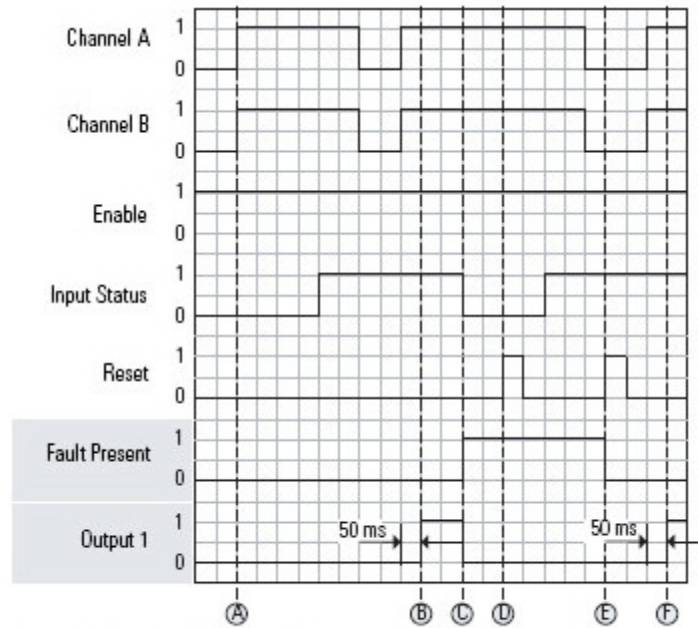 Channel A
1
0
Channel B
1
0
Enable
1
0
Input Status
1
0
Reset
1
0
Fault Present
1
0
Output 1
1
0
50 ms
50 ms
Ⓐ Ⓑ Ⓒ Ⓓ Ⓔ Ⓕ